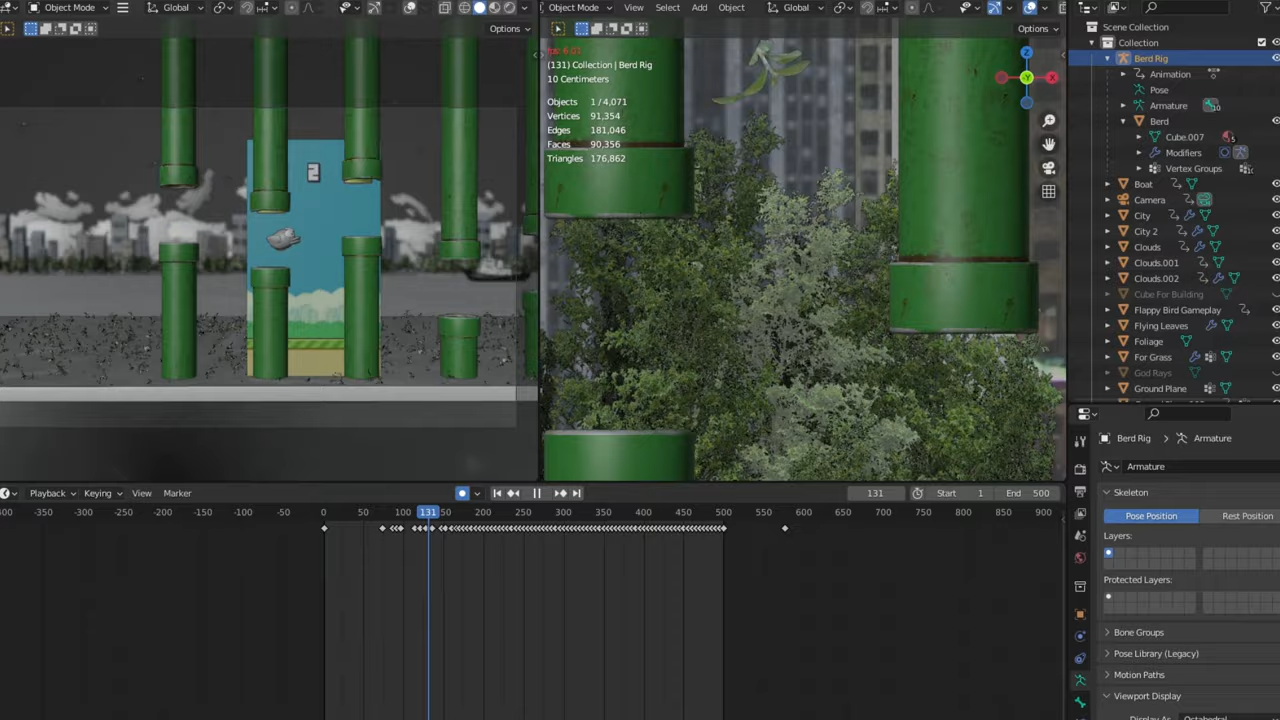 Object Mode
Global
Object Mode
View
Select
Add
Object
Global
Options
Options
fps: 6.01
(131) Collection | Berd Rig
10 Centimeters
Objects 1 / 4,071
Vertices 91,354
Edges 181,046
Faces 90,356
Triangles 176,862
Z
X
-Y
2
Scene Collection
Collection
Berd Rig
Animation
Pose
Armature
Berd
Cube.007
Modifiers
Vertex Groups
Boat
Camera
City
City 2
Clouds
Clouds.001
Clouds.002
Cube For Building
Flappy Bird Gameplay
Flying Leaves
Foliage
For Grass
God Rays
Ground Plane
Berd Rig > Armature
Armature
Skeleton
Pose Position Rest Position
Layers:
Protected Layers:
Bone Groups
Pose Library (Legacy)
Motion Paths
Viewport Display
Octahedral
Playback Keying View Marker
131 Start 1 End 500
-350 -300 -250 -200 -150 -100 -50 0 50 100 131 200 250 300 350 400 450 500 550 600 650 700 750 800 850 900